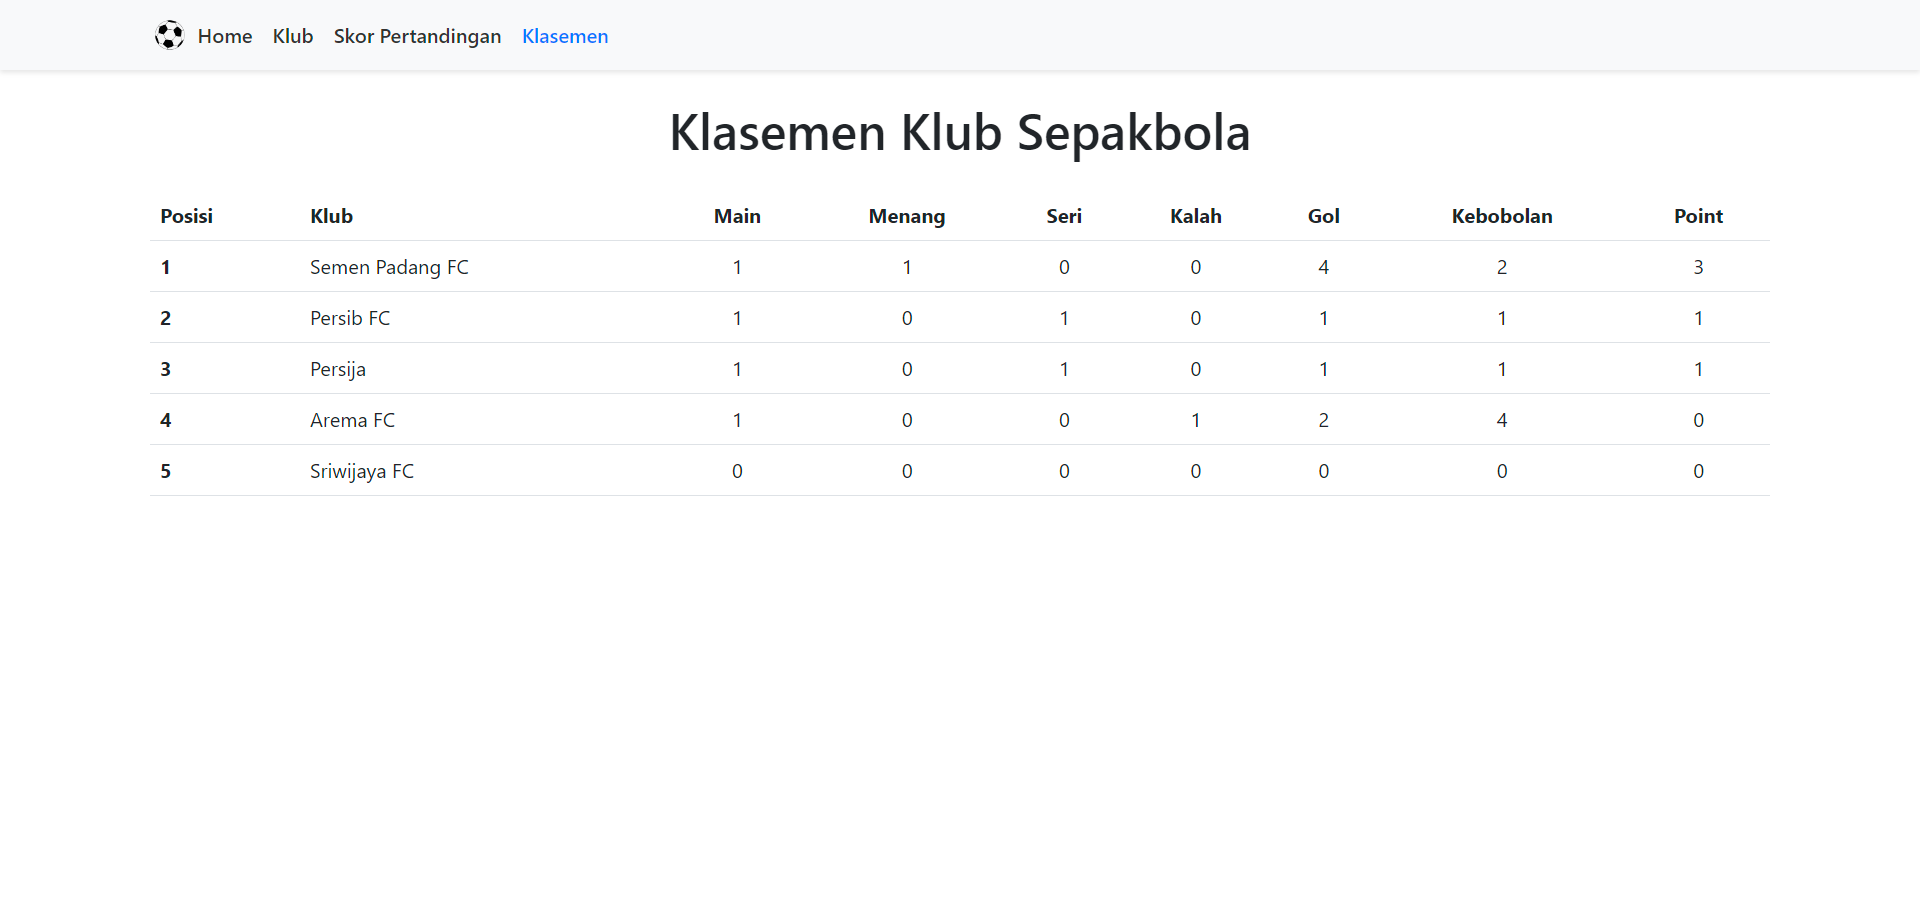 Home Klub Skor Pertandingan Klasemen
Klasemen Klub Sepakbola
Posisi Klub Main Menang Seri Kalah Gol Kebobolan Point
1 Semen Padang FC 1 1 0 0 4 2 3
2 Persib FC 1 0 1 0 1 1 1
3 Persija 1 0 1 0 1 1 1
4 Arema FC 1 0 0 1 2 4 0
5 Sriwijaya FC 0 0 0 0 0 0 0